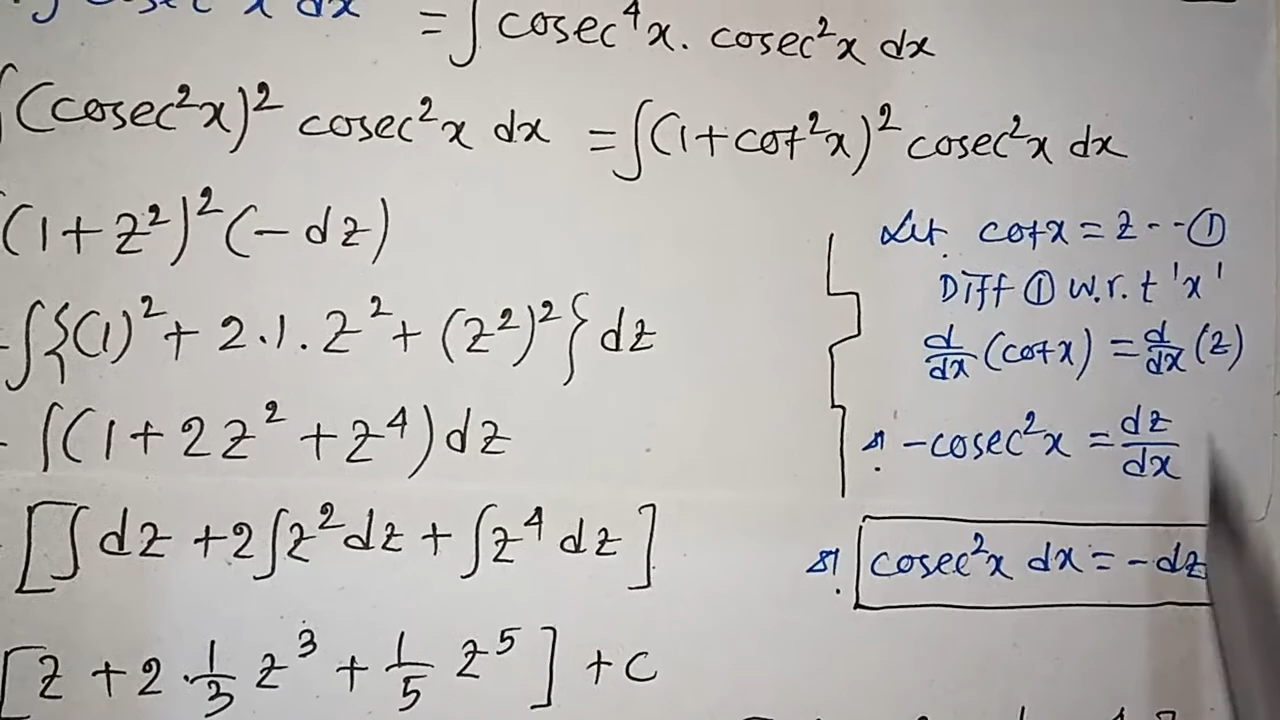 dx = ∫ cosec⁴x. cosec²x dx
∫(cosec²x)² cosec²x dx = ∫(1+cot²x)² cosec²x dx
(1+z²)² (-dz)
-∫{(1)² + 2.1.z² + (z²)²} dz
-∫(1+2z²+z⁴)dz
-[∫dz +2∫z²dz + ∫z⁴ dz]
[z + 2.1/3 z³ + 1/5 z⁵] + c
Let cotx = z --①
Diff ① w.r.t 'x'
d/dx (cotx) = d/dx (z)
-cosec²x = dz/dx
cosec²x dx = -dz